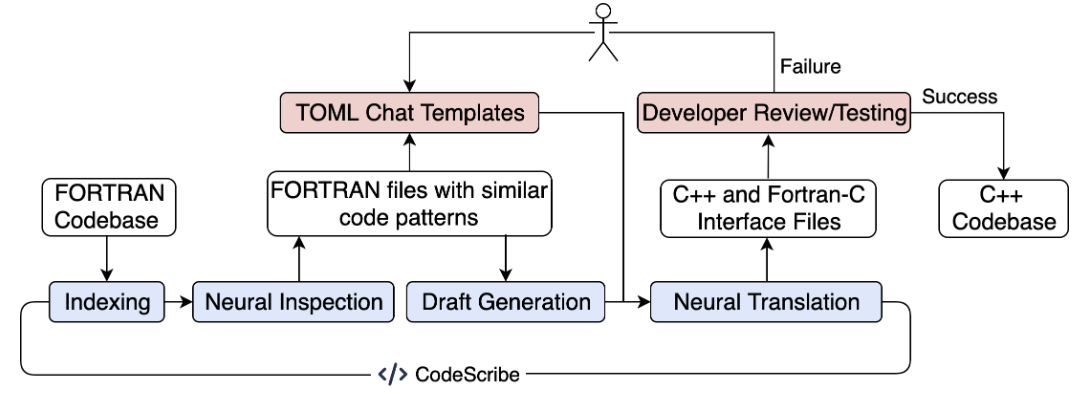 Failure
TOML Chat Templates
Developer Review/Testing
Success
FORTRAN
Codebase
FORTRAN files with similar
code patterns
C++ and Fortran-C
Interface Files
C++
Codebase
Indexing
Neural Inspection
Draft Generation
Neural Translation
</> CodeScribe